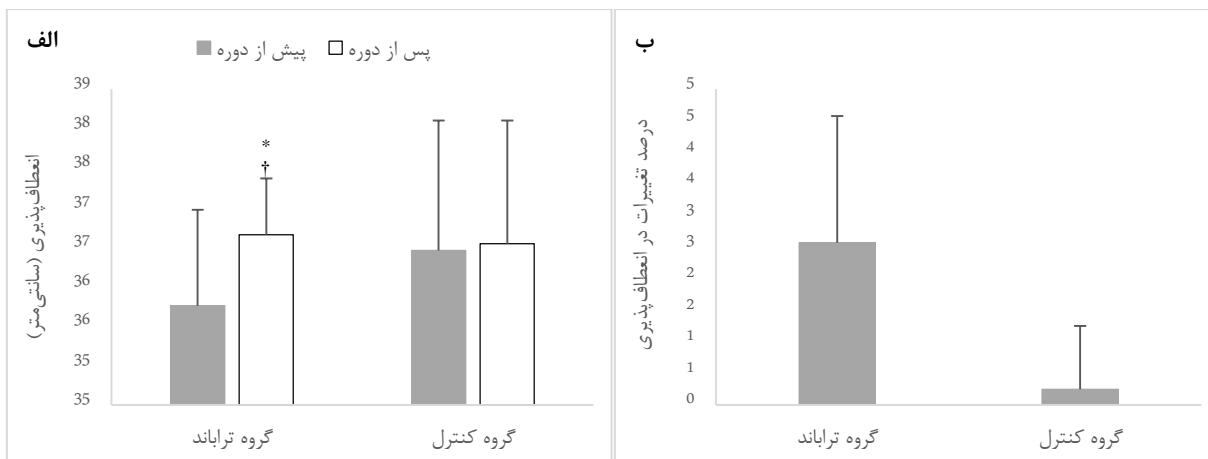 الف
پیش از دوره
پس از دوره
انعطاف‌پذیری (سانتی‌متر)
39
38
38
37
37
36
36
35
35
*
†
گروه تراباند
گروه کنترل
ب
درصد تغییرات در انعطاف‌پذیری
5
5
4
4
3
3
2
2
1
1
0
گروه تراباند
گروه کنترل